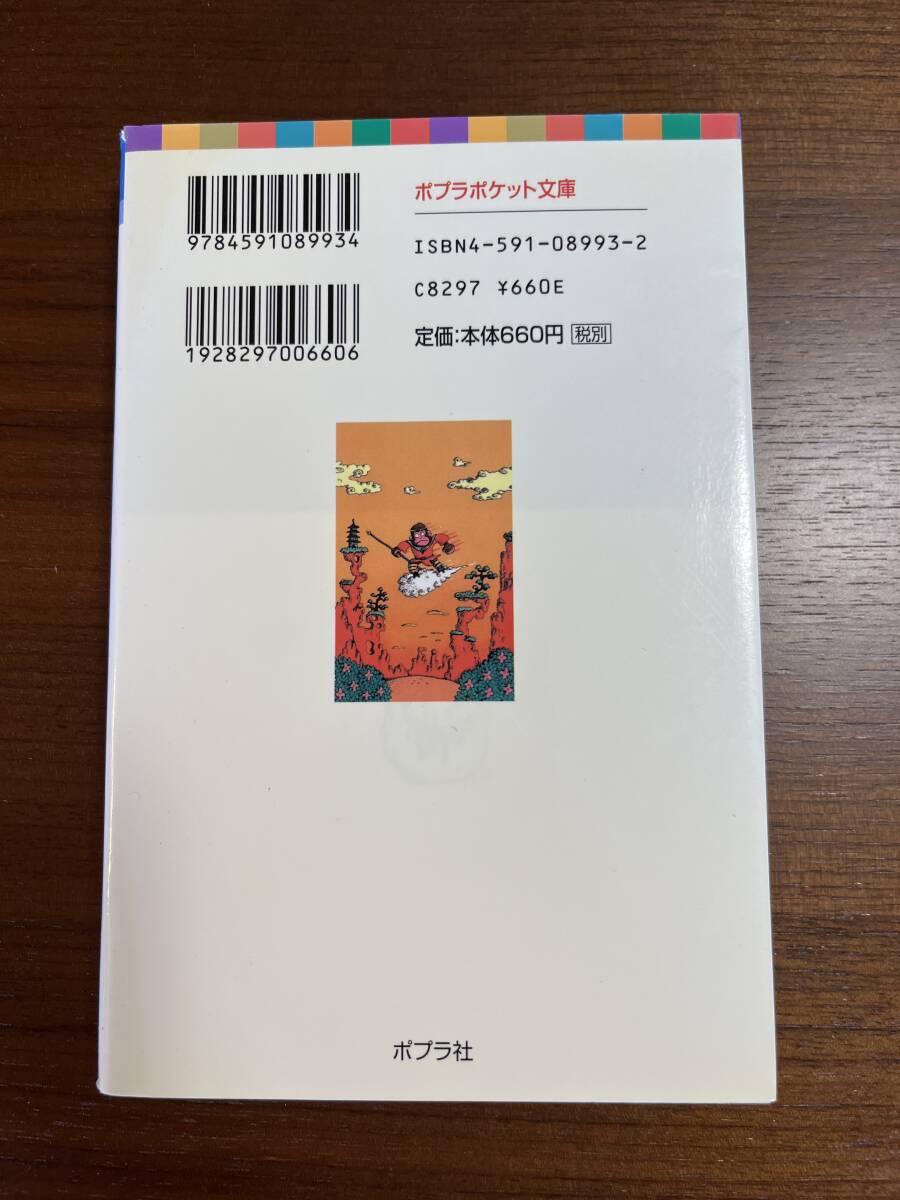 9784591089934
1928297006606
ポプラポケット文庫
ISBN4-591-08993-2
C8297 ¥660E
定価:本体660円 税別
ポプラ社